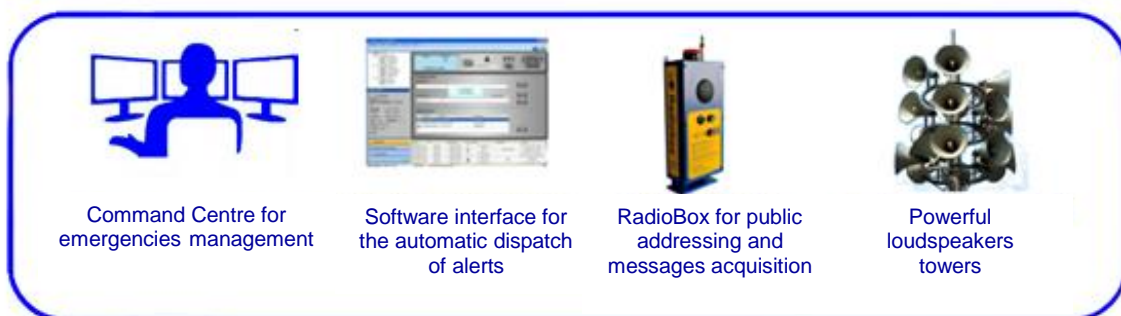 Command Centre for
emergencies management
Software interface for
the automatic dispatch
of alerts
RadioBox for public
addressing and
messages acquisition
Powerful
loudspeakers
towers